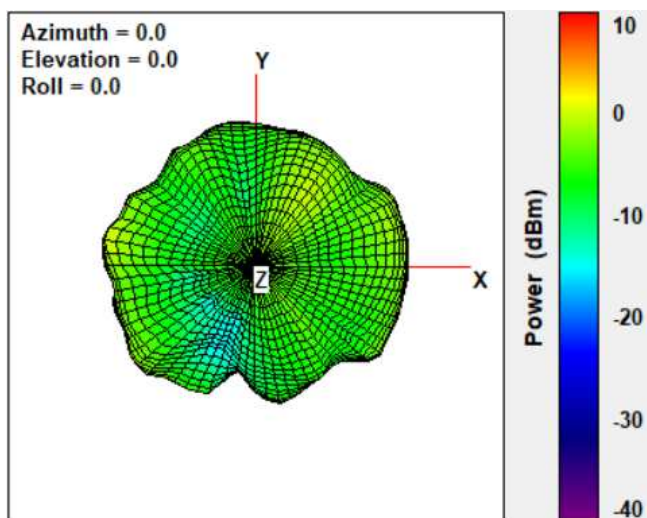 Azimuth = 0.0
Elevation = 0.0
Roll = 0.0
Y
Z
X
Power (dBm)
10
0
-10
-20
-30
-40